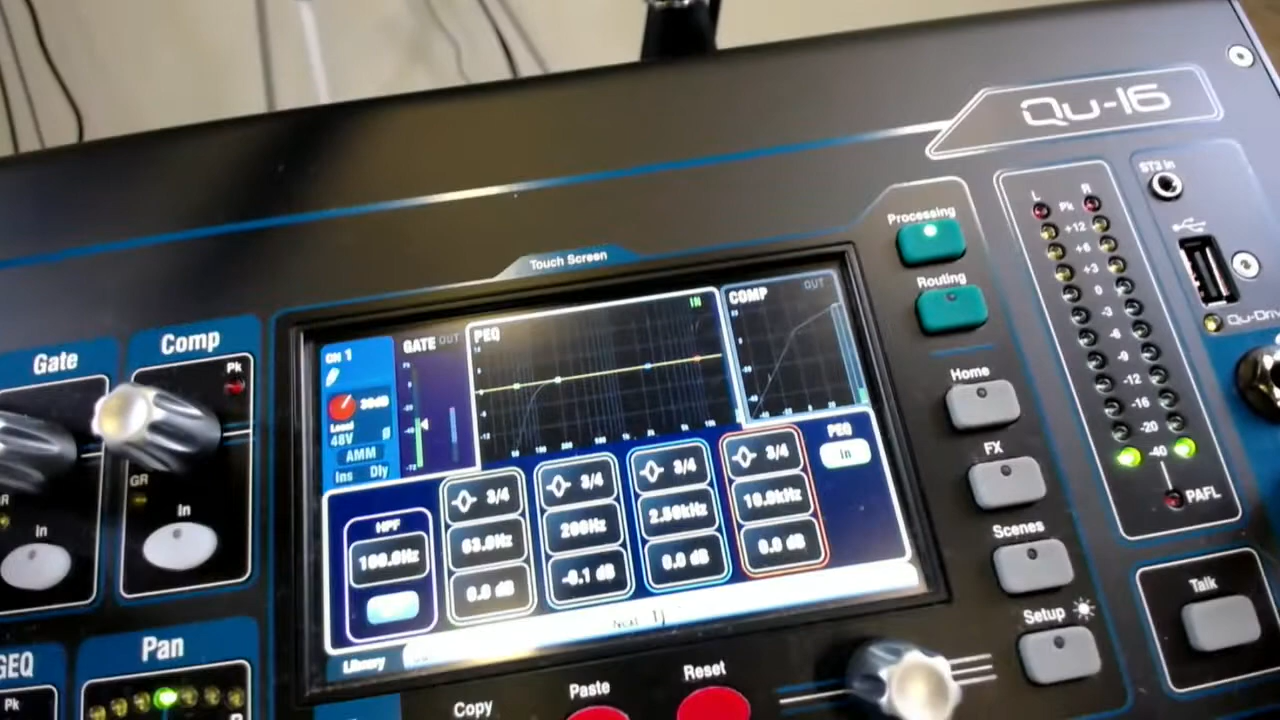 Qu-16
ST3 In
Qu-Driv
Processing
Routing
Home
FX
Scenes
Setup
L
R
Pk
+12
+6
+3
0
-3
-6
-9
-12
-16
-20
-40
PAFL
Talk
Touch Screen
CH 1
GATE OUT
PEQ
IN
COMP
OUT
Local
48V
AMM
Ins Dly
HPF
100.0Hz
3/4
63.0Hz
0.0 dB
3/4
200Hz
-0.1 dB
3/4
2.50kHz
0.0 dB
3/4
10.0kHz
0.0 dB
PEQ
In
Library
Gate
Comp
Pk
GR
In
In
GEQ
Pk
Pan
Copy
Paste
Reset